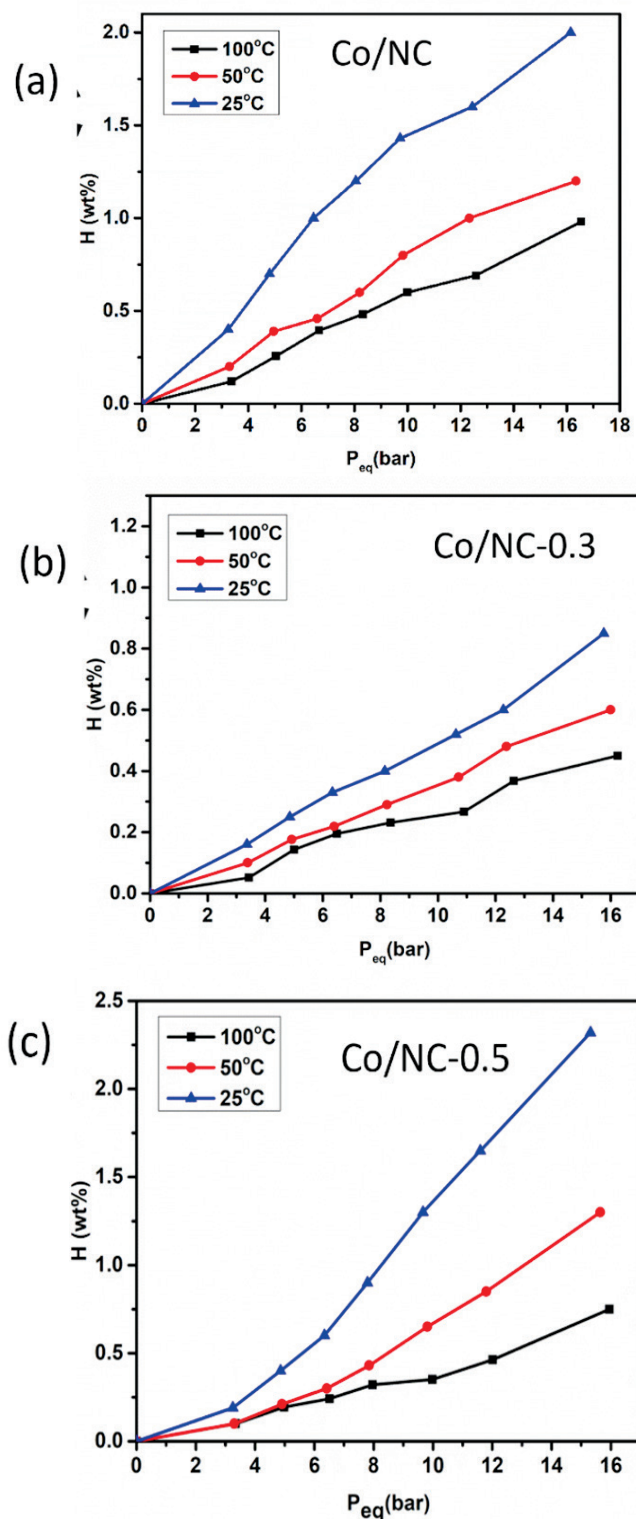 (a)
Co/NC
100°C
50°C
25°C
2.0
1.5
1.0
0.5
0.0
H (wt%)
0 2 4 6 8 10 12 14 16 18
P_eq(bar)
(b)
Co/NC-0.3
100°C
50°C
25°C
1.2
1.0
0.8
0.6
0.4
0.2
0.0
H (wt%)
0 2 4 6 8 10 12 14 16
P_eq(bar)
(c)
Co/NC-0.5
100°C
50°C
25°C
2.5
2.0
1.5
1.0
0.5
0.0
H (wt%)
0 2 4 6 8 10 12 14 16
P_eq(bar)